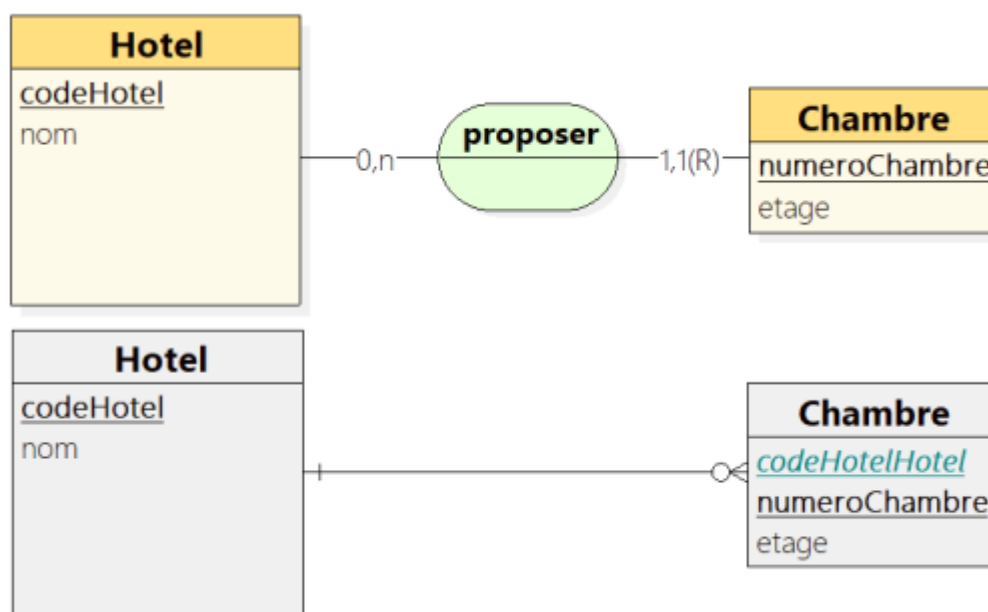 Hotel
codeHotel
nom
0,n
proposer
1,1(R)
Chambre
numeroChambre
etage
Hotel
codeHotel
nom
Chambre
codeHotelHotel
numeroChambre
etage